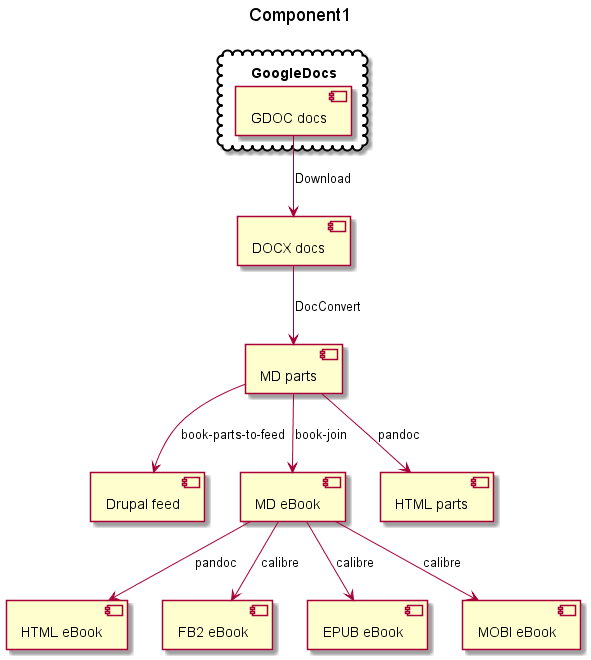 Component1
GoogleDocs
GDOC docs
Download
DOCX docs
DocConvert
MD parts
book-parts-to-feed
book-join
pandoc
Drupal feed
MD eBook
HTML parts
pandoc
calibre
calibre
calibre
HTML eBook
FB2 eBook
EPUB eBook
MOBI eBook